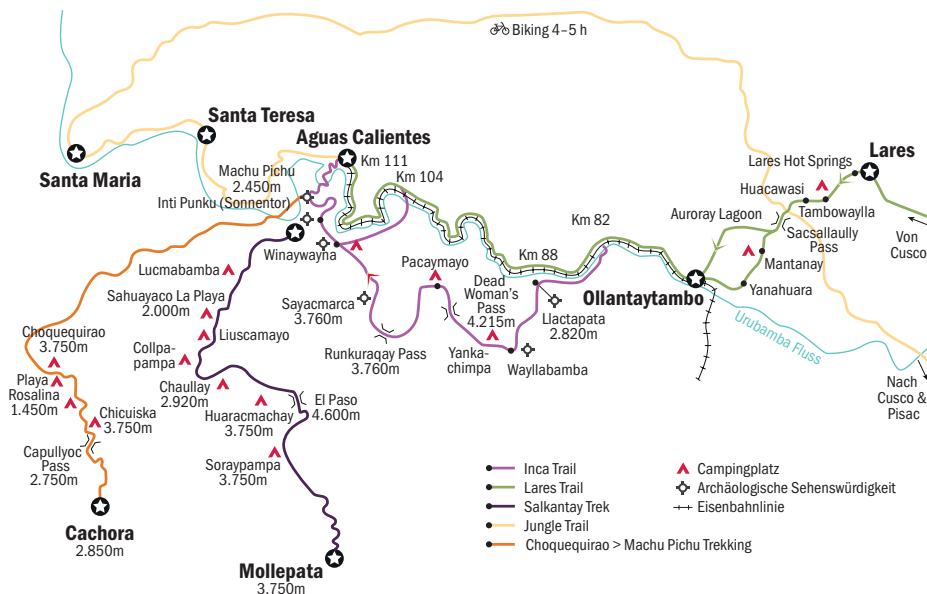 Biking 4–5 h
Santa Teresa
Aguas Calientes
Santa Maria
Machu Pichu
2.450m
Km 111
Km 104
Inti Punku (Sonnentor)
Winaywayna
Lares Hot Springs
Lares
Huacawasi
Tambowaylla
Auroray Lagoon
Sacsallaully
Pass
Von
Cusco
Km 82
Mantanay
Yanahuara
Ollantaytambo
Urubamba Fluss
Nach
Cusco &
Pisac
Km 88
Pacaymayo
Dead
Woman's
Pass
4.215m
Llactapata
2.820m
Sayacmarca
3.760m
Runkuraqay Pass
3.760m
Yanka-
chimpa
Wayllabamba
Lucmabamba
Sahuayaco La Playa
2.000m
Liuscamayo
Collpa-
pampa
Chaullay
2.920m
Huaracmachay
3.750m
El Paso
4.600m
Soraypampa
3.750m
Mollepata
3.750m
Choquequirao
3.750m
Playa
Rosalina
1.450m
Chicuiska
3.750m
Capullyoc
Pass
2.750m
Cachora
2.850m
Inca Trail
Lares Trail
Salkantay Trek
Jungle Trail
Choquequirao > Machu Pichu Trekking
Campingplatz
Archäologische Sehenswürdigkeit
Eisenbahnlinie